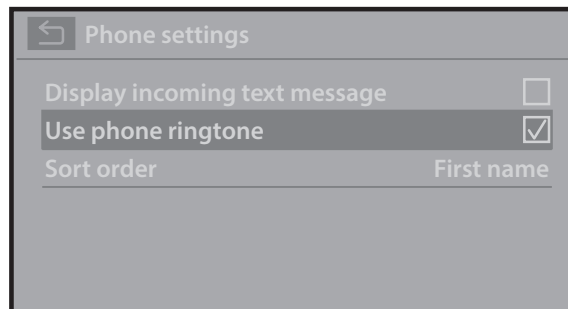 Phone settings
Display incoming text message
Use phone ringtone
Sort order First name